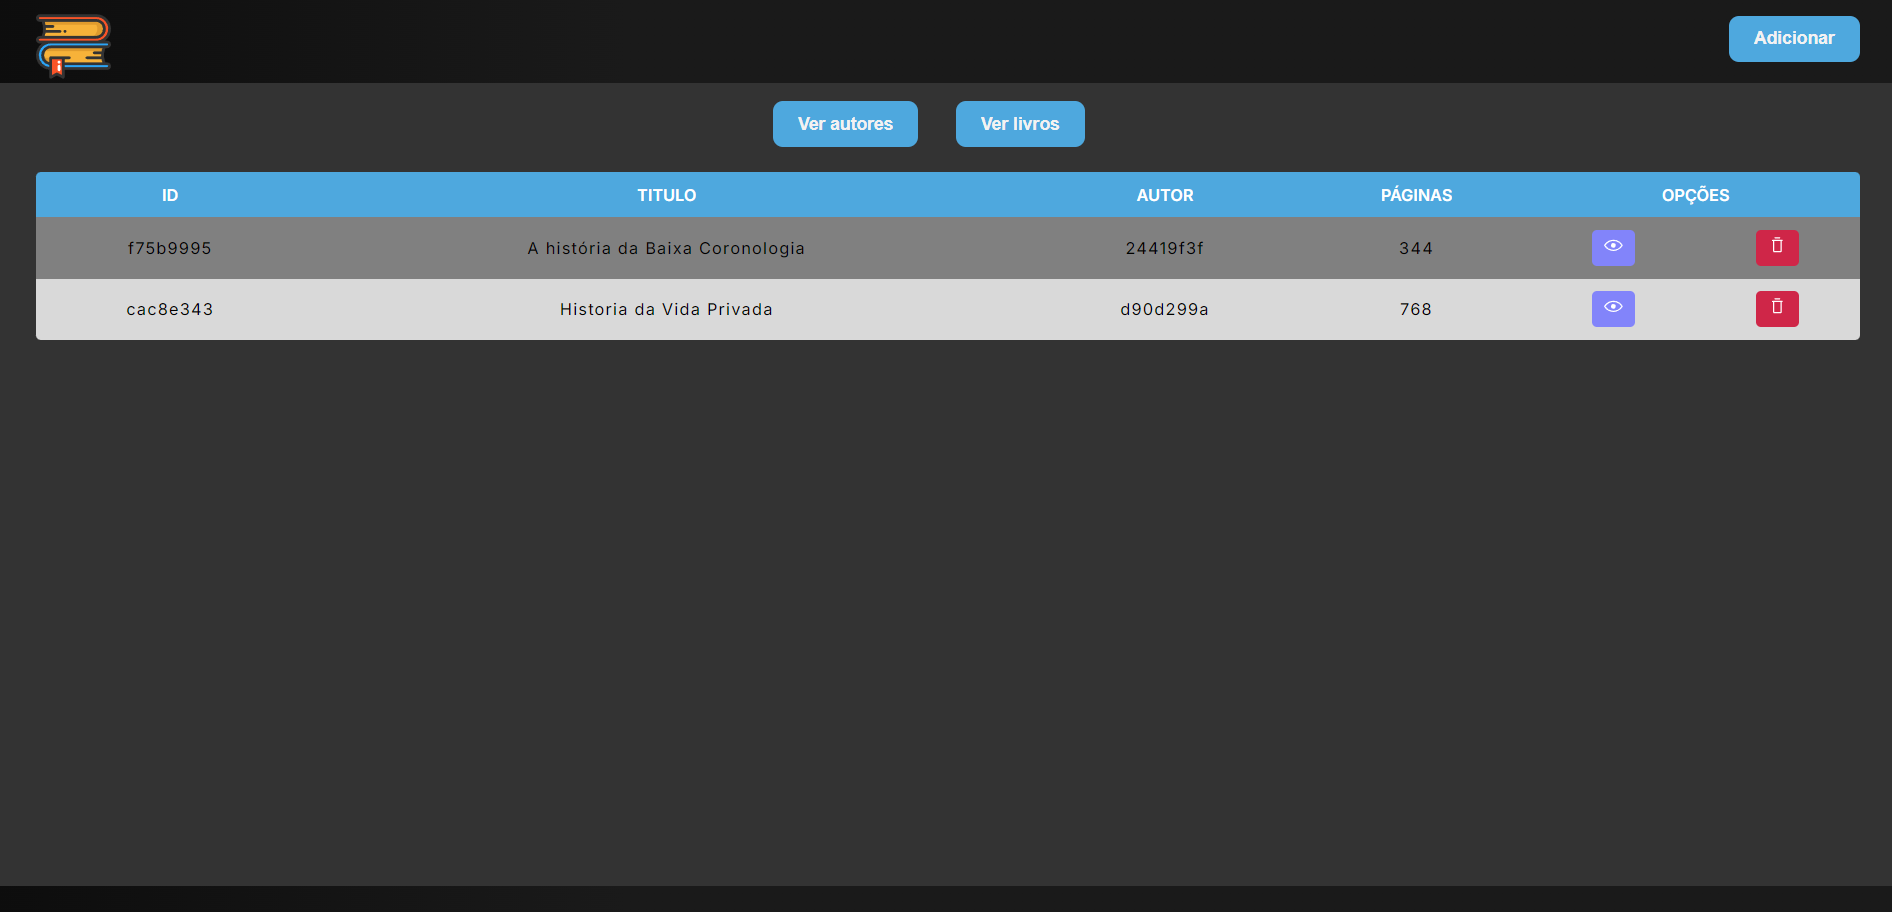 Adicionar
Ver autores Ver livros
ID TITULO AUTOR PÁGINAS OPÇÕES
f75b9995 A história da Baixa Coronologia 24419f3f 344
cac8e343 Historia da Vida Privada d90d299a 768